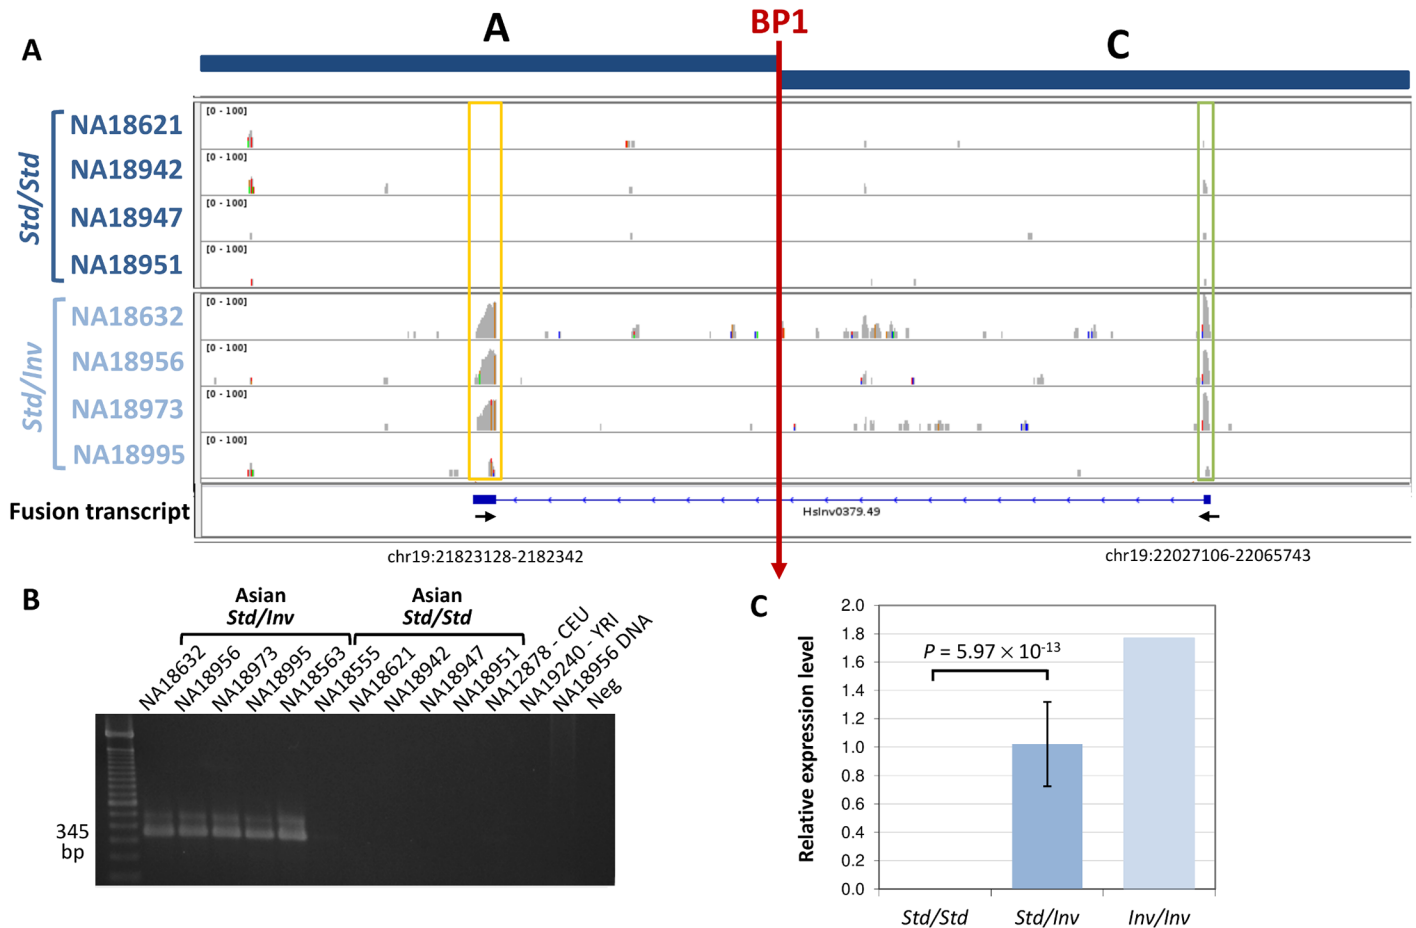 A
A
BP1
C
Std/Std
NA18621
[0 - 100]
NA18942
[0 - 100]
NA18947
[0 - 100]
NA18951
[0 - 100]
Std/Inv
NA18632
[0 - 100]
NA18956
[0 - 100]
NA18973
[0 - 100]
NA18995
[0 - 100]
Fusion transcript
HsInv0379.49
chr19:21823128-2182342
chr19:22027106-22065743
B
Asian
Std/Inv
Asian
Std/Std
NA18632
NA18956
NA18973
NA18995
NA18563
NA18555
NA18621
NA18942
NA18947
NA18951
NA12878 - CEU
NA19240 - YRI
NA18956 DNA
Neg
345
bp
C
Relative expression level
2.0
1.8
1.6
1.4
1.2
1.0
0.8
0.6
0.4
0.2
0.0
P = 5.97 × 10-13
Std/Std
Std/Inv
Inv/Inv